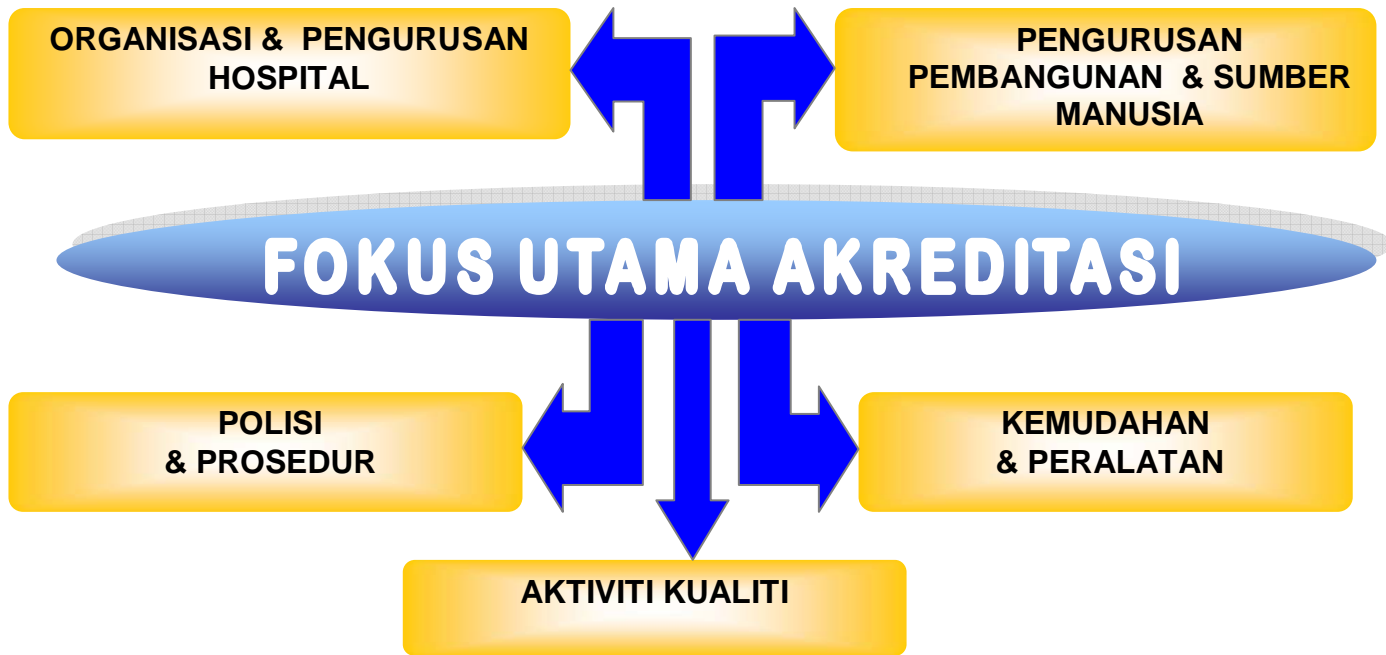 ORGANISASI & PENGURUSAN
HOSPITAL
PENGURUSAN
PEMBANGUNAN & SUMBER
MANUSIA
FOKUS UTAMA AKREDITASI
POLISI
& PROSEDUR
KEMUDAHAN
& PERALATAN
AKTIVITI KUALITI